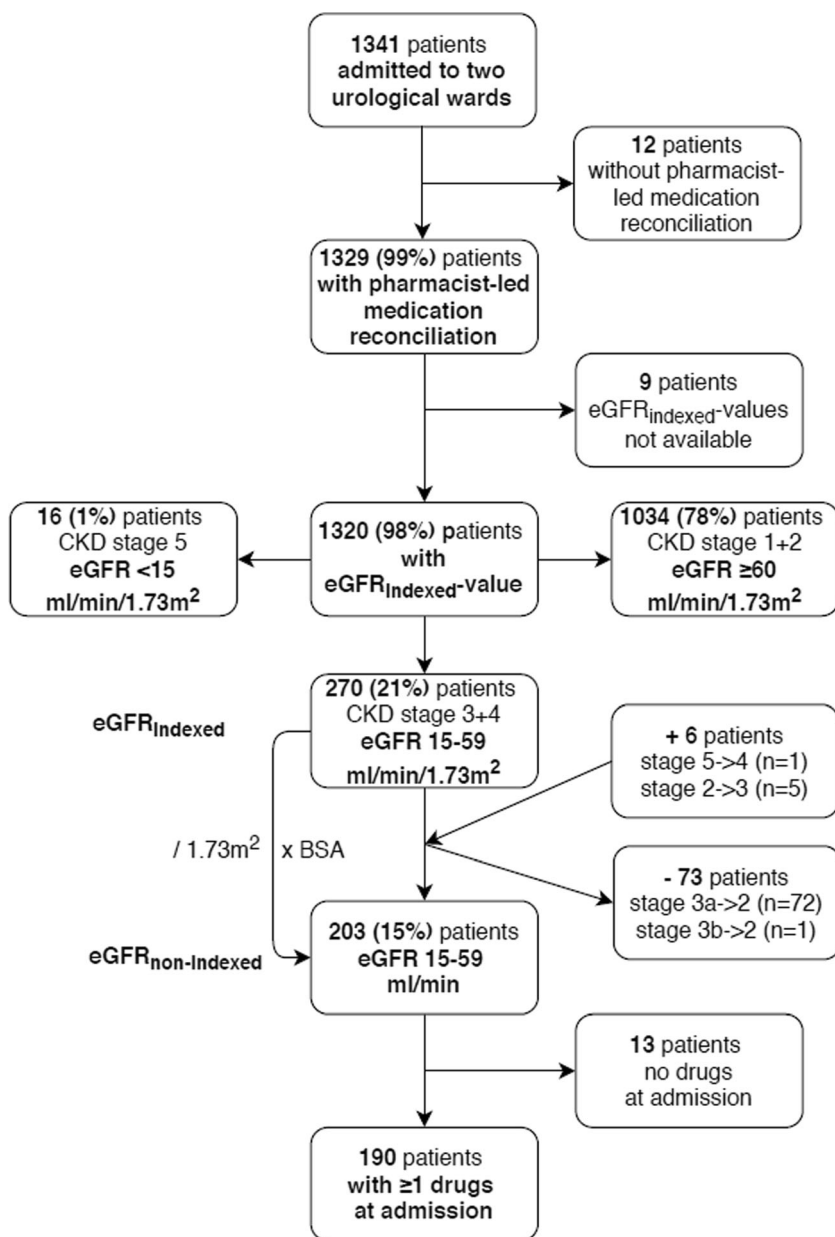 1341 patients
admitted to two
urological wards
12 patients
without pharmacist-
led medication
reconciliation
1329 (99%) patients
with pharmacist-led
medication
reconciliation
9 patients
eGFRindexed-values
not available
16 (1%) patients
CKD stage 5
eGFR <15
ml/min/1.73m²
1320 (98%) patients
with
eGFRindexed-value
1034 (78%) patients
CKD stage 1+2
eGFR ≥60
ml/min/1.73m²
270 (21%) patients
CKD stage 3+4
eGFR 15-59
ml/min/1.73m²
eGFRindexed
+ 6 patients
stage 5->4 (n=1)
stage 2->3 (n=5)
/ 1.73m² x BSA
- 73 patients
stage 3a->2 (n=72)
stage 3b->2 (n=1)
203 (15%) patients
eGFR 15-59
ml/min
eGFRnon-indexed
13 patients
no drugs
at admission
190 patients
with ≥1 drugs
at admission